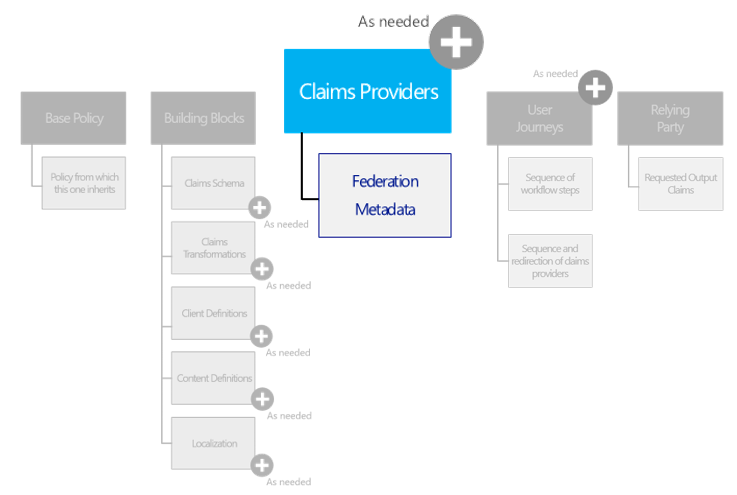 As needed
Claims Providers
Federation
Metadata
Base Policy
Policy from which
this one inherits
Building Blocks
Claims Schema
As needed
Claims
Transformations
As needed
Client Definitions
As needed
Content Definitions
As needed
Localization
As needed
As needed
User
Journeys
Sequence of
workflow steps
Sequence and
redirection of claims
providers
Relying
Party
Requested Output
Claims